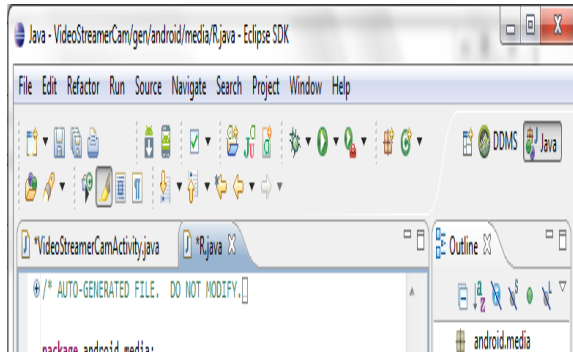 Java - VideoStreamerCam/gen/android/media/R.java - Eclipse SDK
File Edit Refactor Run Source Navigate Search Project Window Help
DDMS Java
*VideoStreamerCamActivity.java *R.java Outline
/* AUTO-GENERATED FILE. DO NOT MODIFY.
android.media
package android.media;